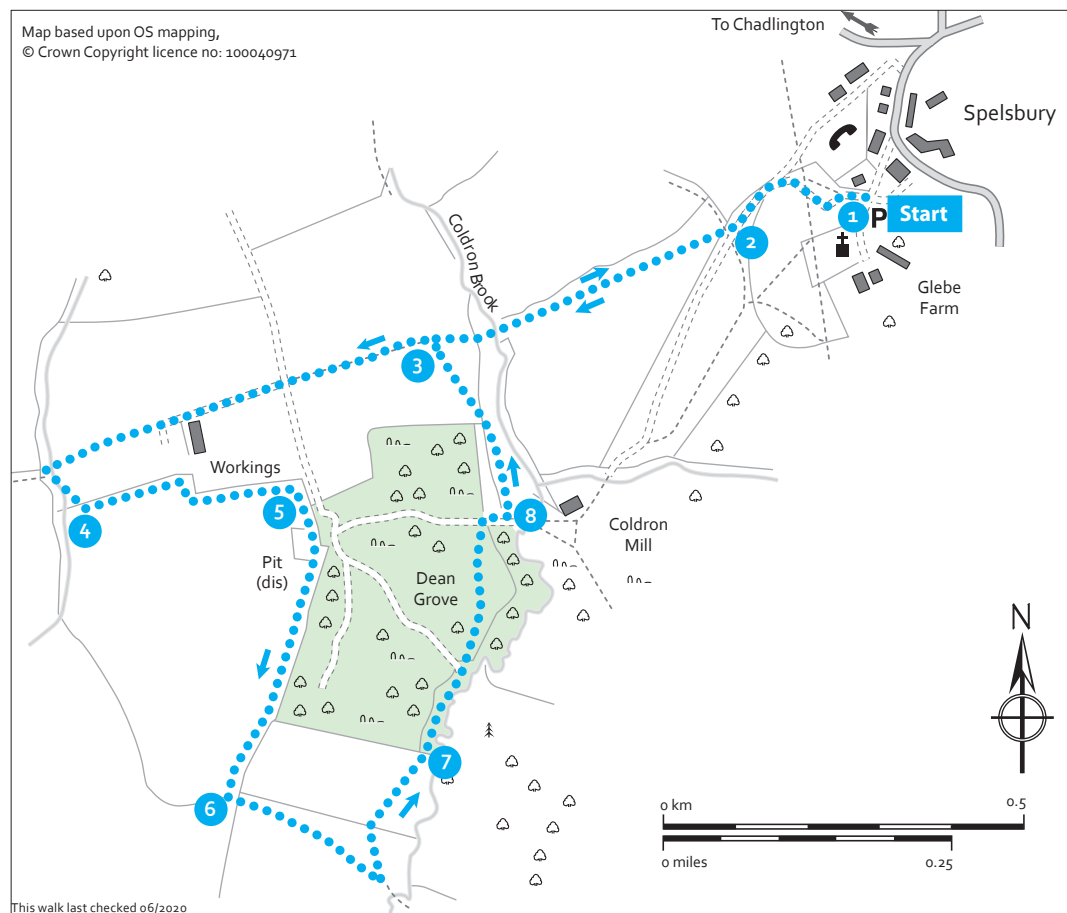 Map based upon OS mapping,
© Crown Copyright licence no: 100040971
To Chadlington
Spelsbury
1
P
Start
2
Glebe
Farm
Coldron Brook
3
Workings
4
5
8
Coldron
Mill
Pit
(dis)
Dean
Grove
N
7
6
0 km
0.5
0 miles
0.25
This walk last checked 06/2020